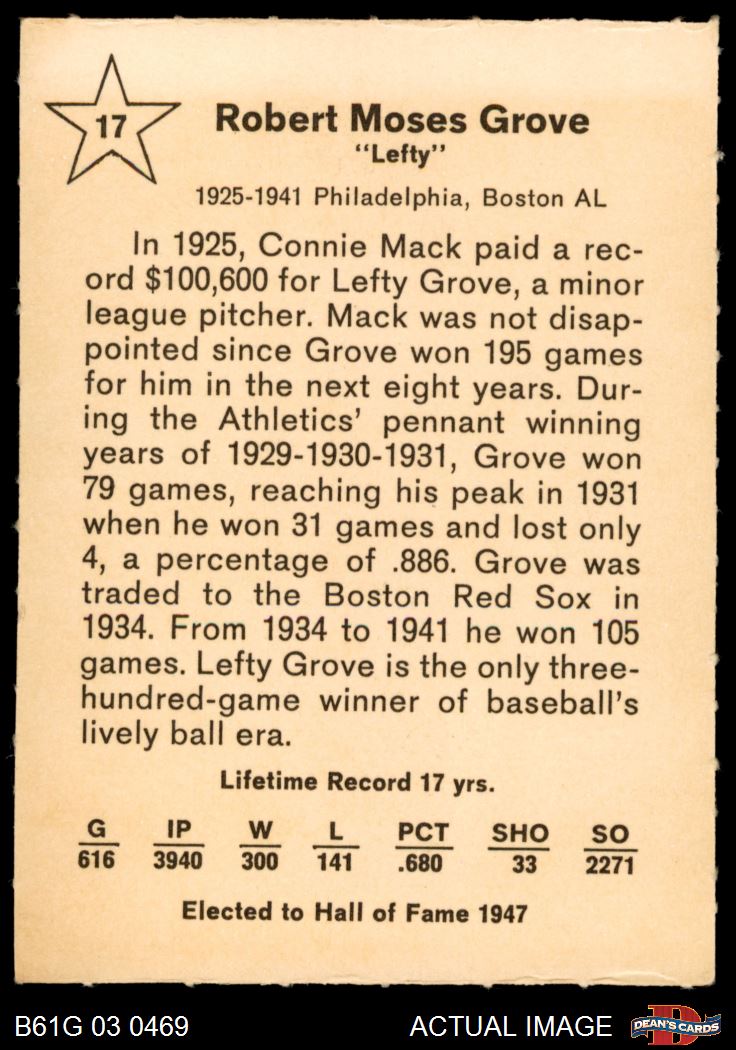 17
Robert Moses Grove
"Lefty"
1925-1941 Philadelphia, Boston AL
In 1925, Connie Mack paid a rec-
ord $100,600 for Lefty Grove, a minor
league pitcher. Mack was not disap-
pointed since Grove won 195 games
for him in the next eight years. Dur-
ing the Athletics' pennant winning
years of 1929-1930-1931, Grove won
79 games, reaching his peak in 1931
when he won 31 games and lost only
4, a percentage of .886. Grove was
traded to the Boston Red Sox in
1934. From 1934 to 1941 he won 105
games. Lefty Grove is the only three-
hundred-game winner of baseball's
lively ball era.
Lifetime Record 17 yrs.
G IP W L PCT SHO SO
616 3940 300 141 .680 33 2271
Elected to Hall of Fame 1947
B61G 03 0469 ACTUAL IMAGE DEAN'S CARDS